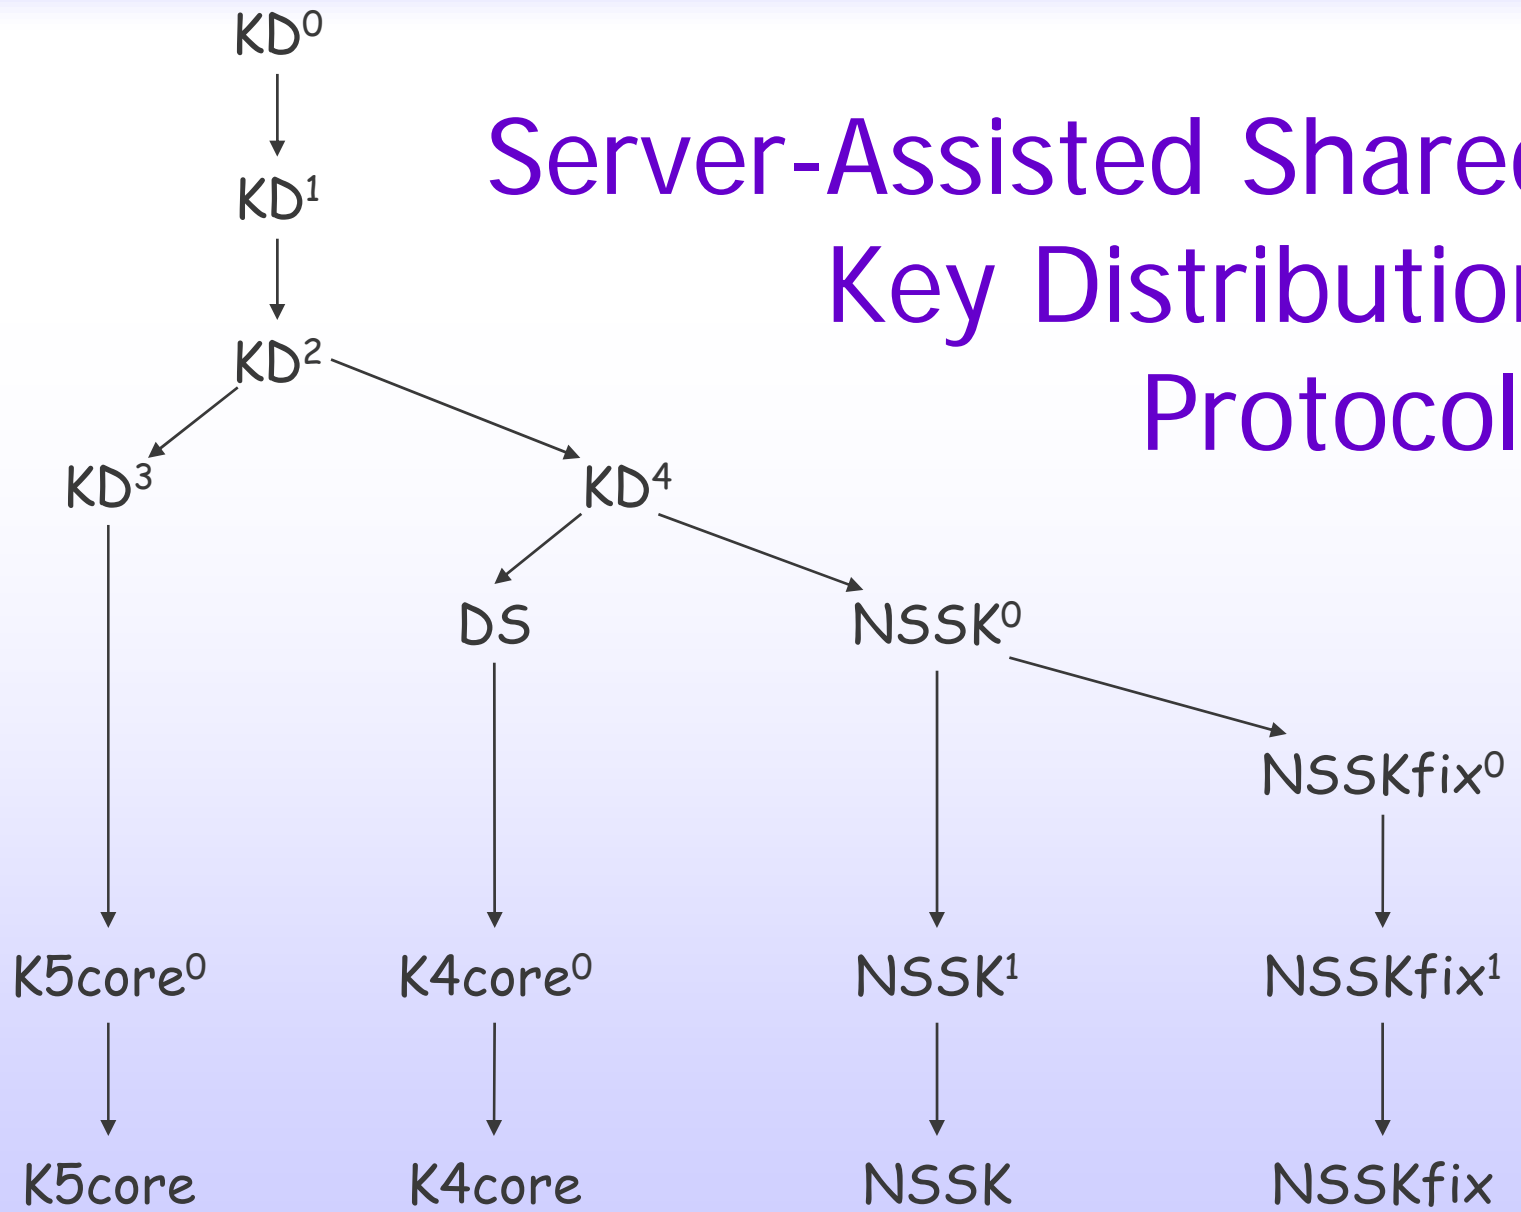 KD⁰
Server-Assisted Share
KD¹
Key Distribution
KD²
Protocol
KD³ KD⁴
DS NSSK⁰
NSSKfix⁰
K5core⁰ K4core⁰ NSSK¹ NSSKfix¹
K5core K4core NSSK NSSKfix